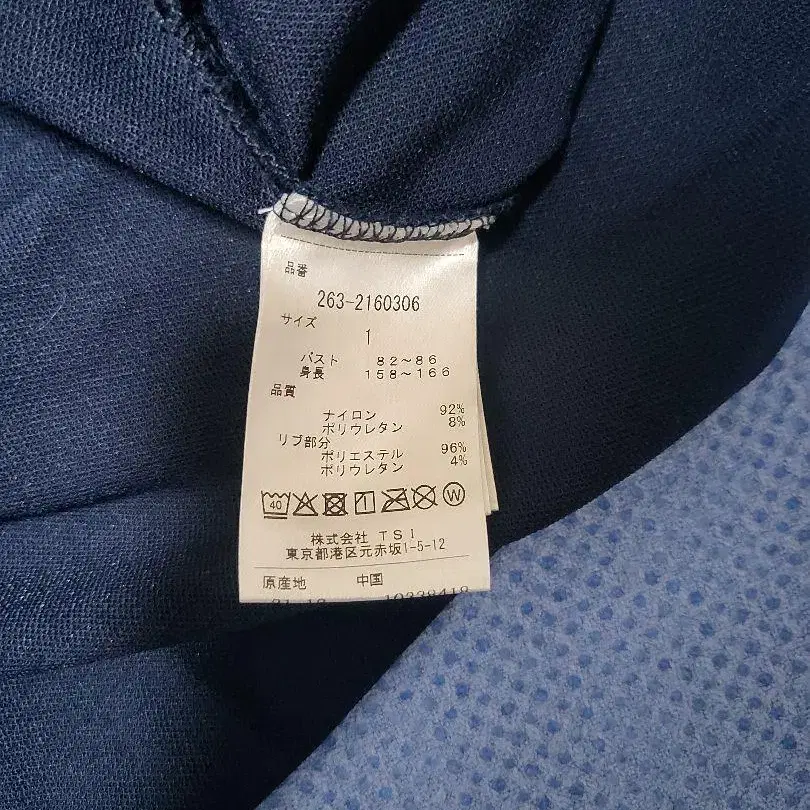 品番
263-2160306
サイズ
1
バスト 82～86
身長 158～166
品質
ナイロン 92%
ポリウレタン 8%
リブ部分
ポリエステル 96%
ポリウレタン 4%
40 1 W
株式会社 TSI
東京都港区元赤坂1-5-12
原産地 中国